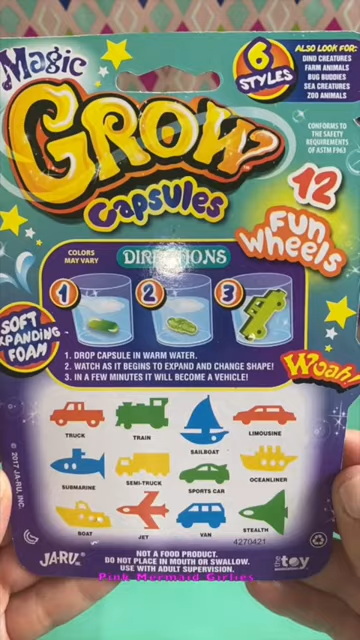 Magic
GROW
Capsules
6
STYLES
ALSO LOOK FOR:
DINO CREATURES
FARM ANIMALS
BUG BUDDIES
SEA CREATURES
ZOO ANIMALS
CONFORMS TO
THE SAFETY
REQUIREMENTS
OF ASTM F963
12
FUN
Wheels
COLORS
MAY VARY
DIRECTIONS
1
2
3
SOFT
EXPANDING
FOAM
1. DROP CAPSULE IN WARM WATER.
2. WATCH AS IT BEGINS TO EXPAND AND CHANGE SHAPE!
3. IN A FEW MINUTES IT WILL BECOME A VEHICLE!
Woah!
TRUCK
TRAIN
SAILBOAT
LIMOUSINE
SUBMARINE
SEMI-TRUCK
SPORTS CAR
OCEANLINER
BOAT
JET
VAN
STEALTH
4270421
© 2017 JA-RU, INC.
JA-RU
NOT A FOOD PRODUCT.
DO NOT PLACE IN MOUTH OR SWALLOW.
USE WITH ADULT SUPERVISION.
the toy
Pink Mermaid Girlies